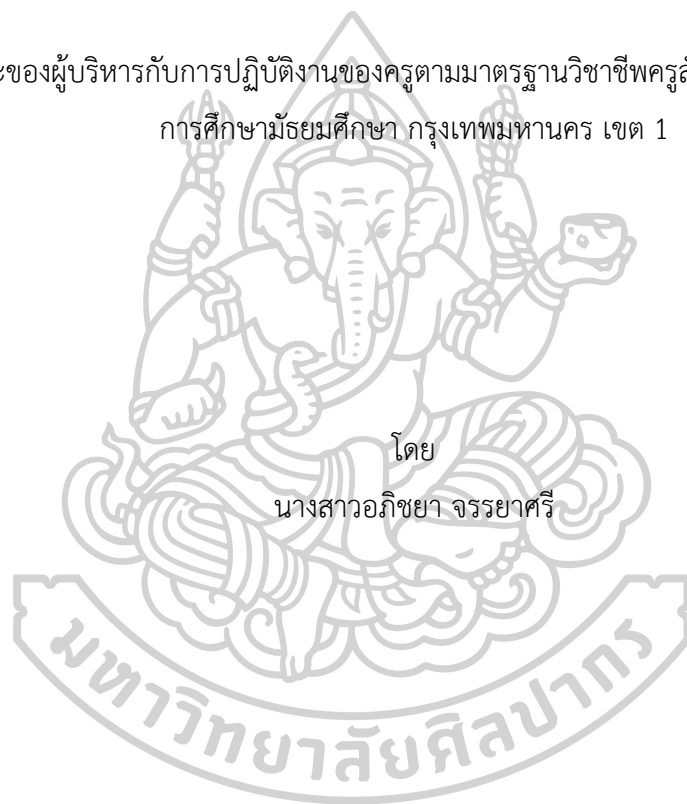 ะของผู้บริหารกับการปฏิบัติงานของครูตามมาตรฐานวิชาชีพครูสั
การศึกษามัธยมศึกษา กรุงเทพมหานคร เขต 1
โดย
นางสาวอภิชยา จรรยาศรี
มหาวิทยาลัยศิลปากร